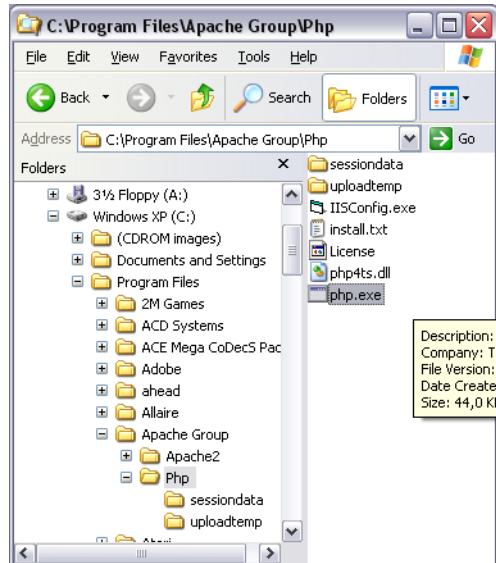 C:\Program Files\Apache Group\Php
File Edit View Favorites Tools Help
Back Search Folders
Address C:\Program Files\Apache Group\Php Go
Folders
3½ Floppy (A:)
Windows XP (C:)
(CDROM images)
Documents and Settings
Program Files
2M Games
ACD Systems
ACE Mega CoDecS Pac
Adobe
ahead
Allaire
Apache Group
Apache2
Php
sessiondata
uploadtemp
sessiondata
uploadtemp
IISConfig.exe
install.txt
License
php4ts.dll
php.exe
Description:
Company: T
File Version:
Date Create
Size: 44,0 K